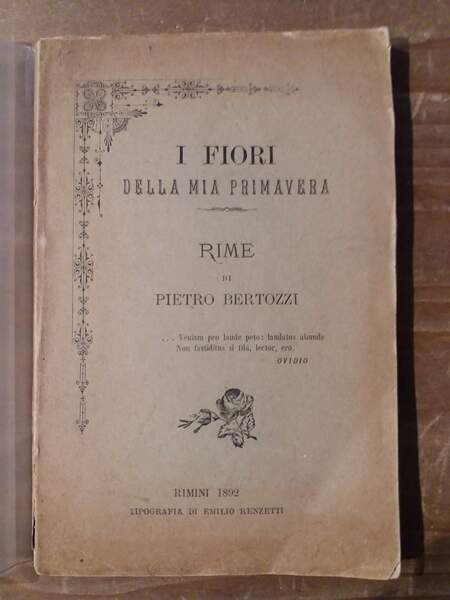 I FIORI
DELLA MIA PRIMAVERA
RIME
DI
PIETRO BERTOZZI
... Veniam pro laude peto: laudatus abunde
Non fastiditus si tibi, lector, ero.
OVIDIO
RIMINI 1892
TIPOGRAFIA DI EMILIO RENZETTI